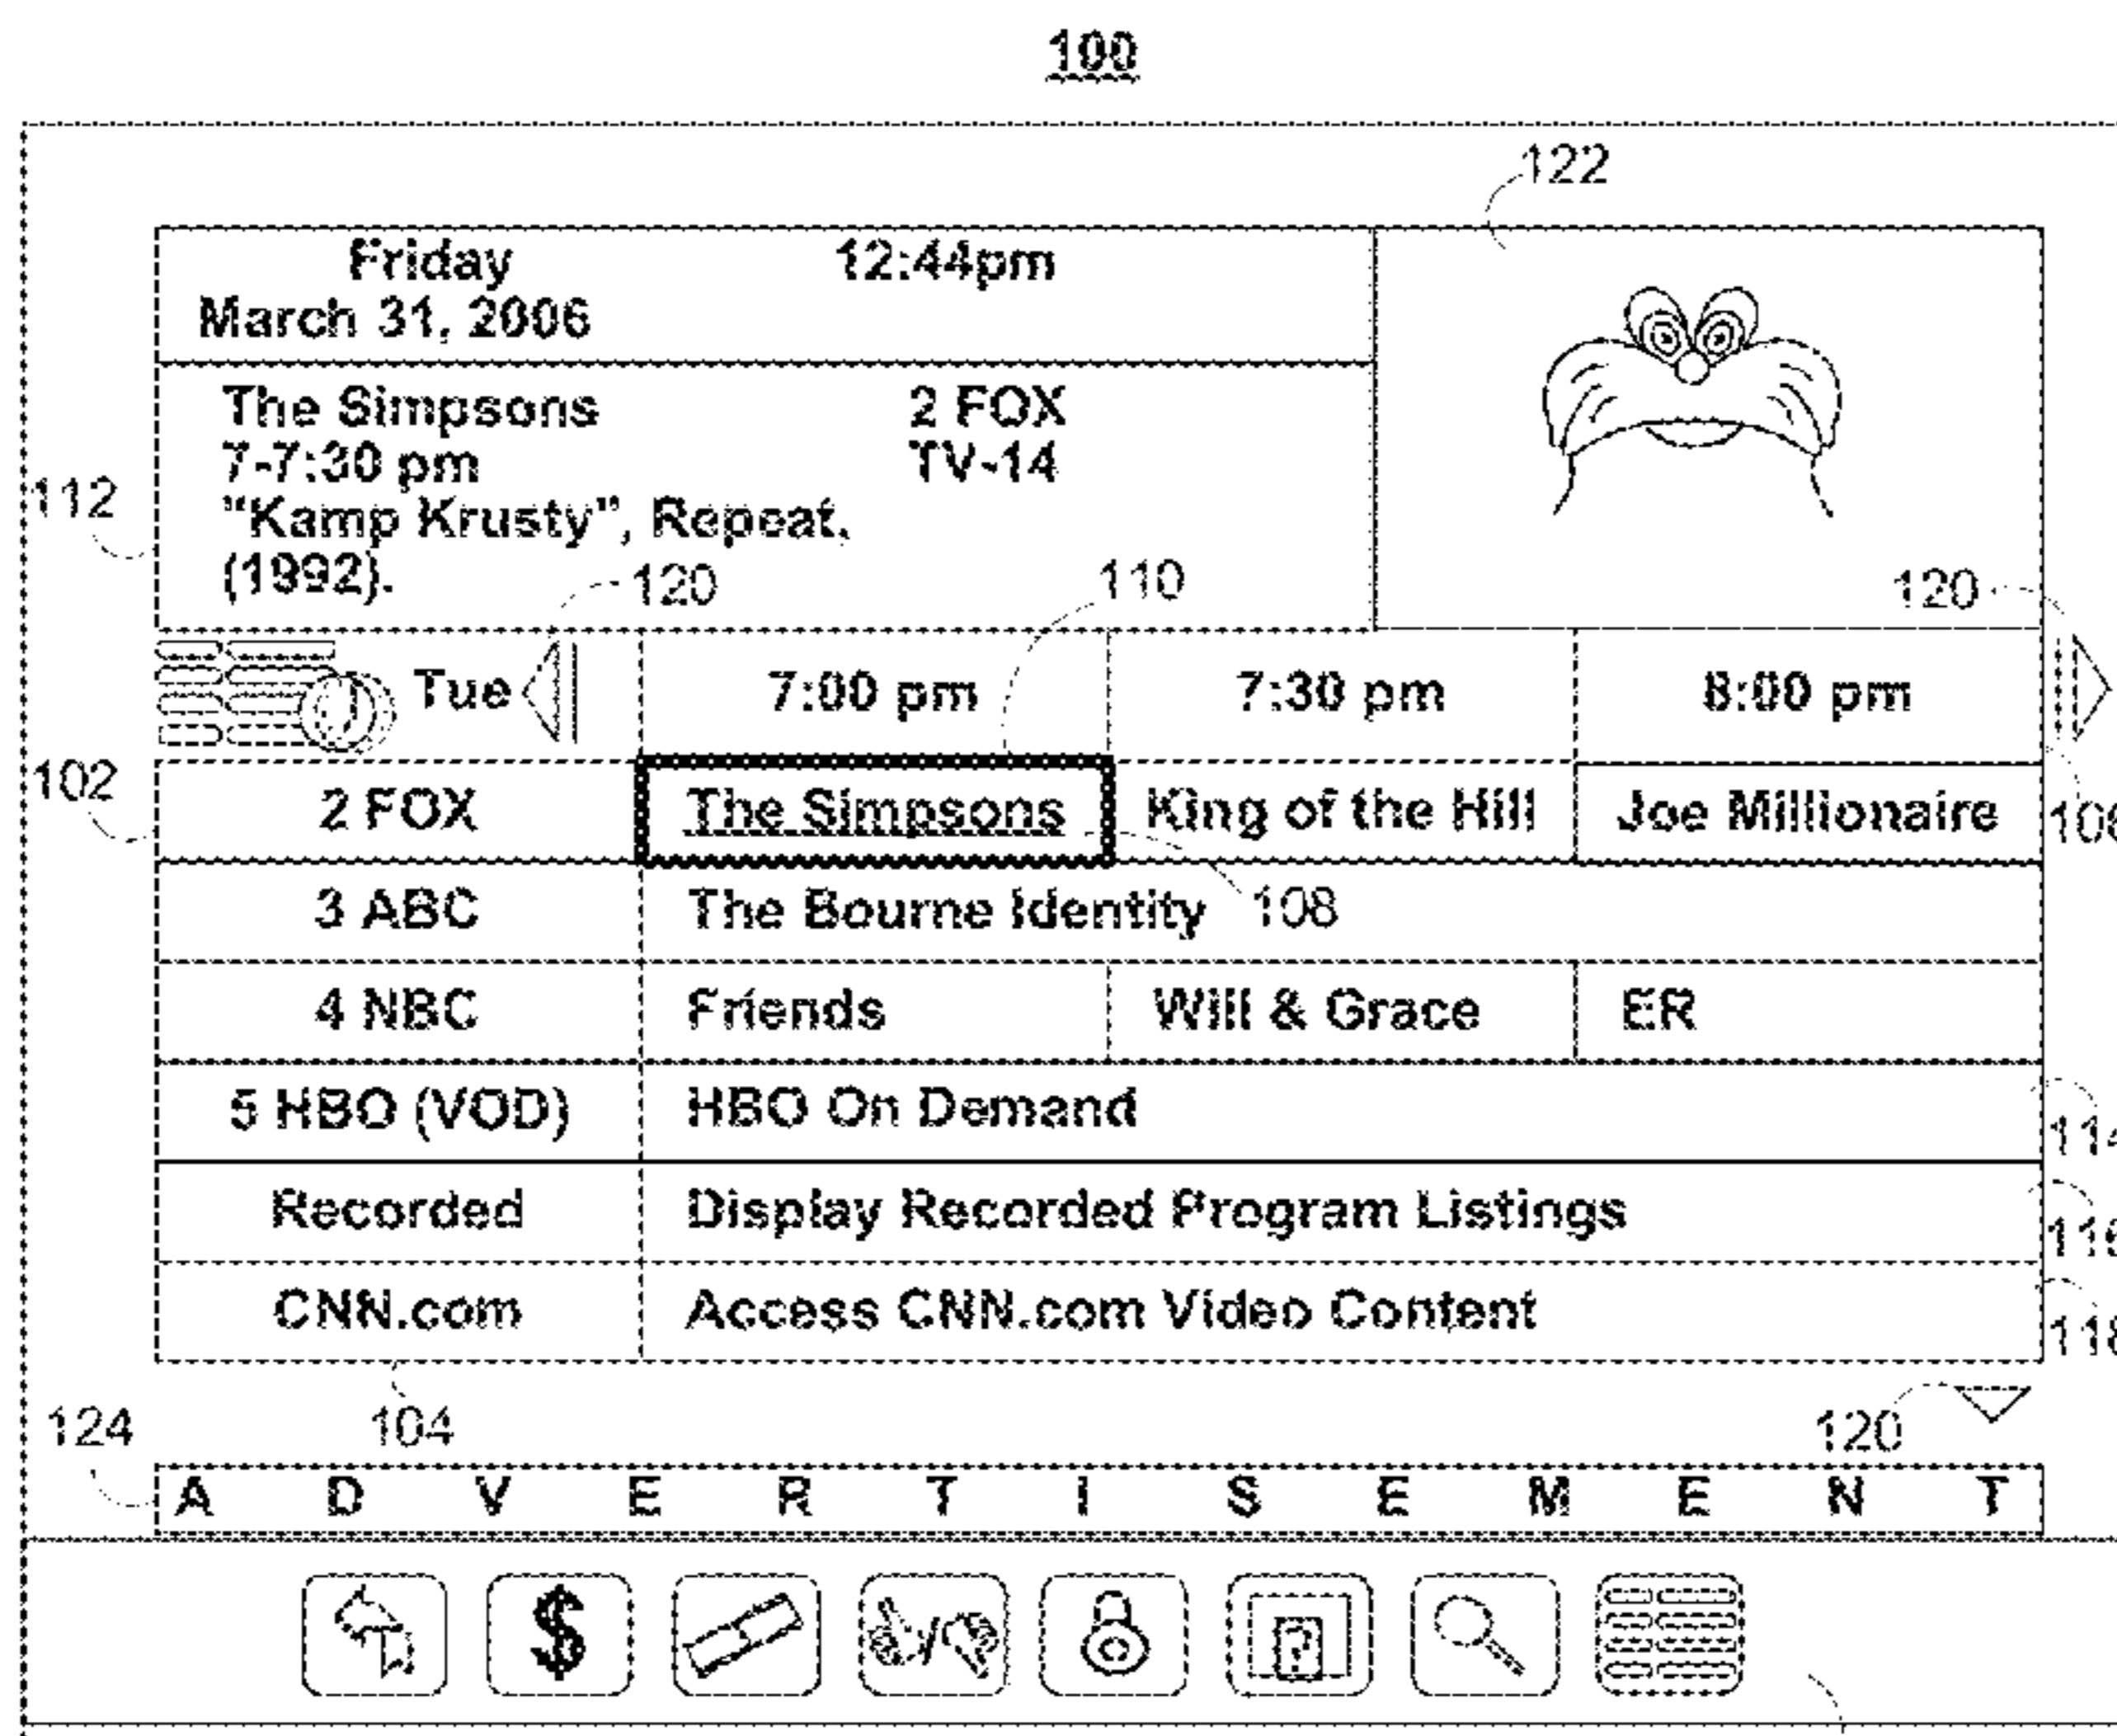 100
122
Friday 12:44pm
March 31, 2006
The Simpsons 2 FOX
7-7:30 pm TV-14
112
"Kamp Krusty", Repeat,
(1992).
120 110 120
Tue 7:00 pm 7:30 pm 8:00 pm
102
2 FOX The Simpsons King of the Hill Joe Millionaire
3 ABC The Bourne Identity 108
4 NBC Friends Will & Grace ER
5 HBO (VOD) HBO On Demand
Recorded Display Recorded Program Listings
CNN.com Access CNN.com Video Content
124 104 120
A D V E R T I S E M E N T
$ / ?